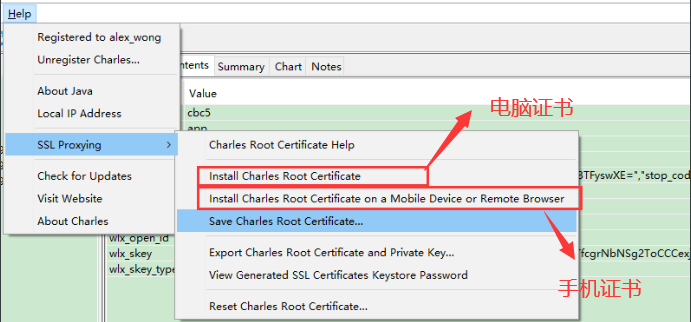 Help
Registered to alex_wong
Unregister Charles...
ntents Summary Chart Notes
About Java
Value
Local IP Address
cbc5
电脑证书
app
SSL Proxying
Charles Root Certificate Help
Check for Updates
Install Charles Root Certificate
3TFyswXE=","stop_cod
Visit Website
Install Charles Root Certificate on a Mobile Device or Remote Browser
About Charles
Save Charles Root Certificate...
wlx_open_id
wlx_skey
Export Charles Root Certificate and Private Key...
fcgrNbNSg2ToCCCex
wlx_skey_type
View Generated SSL Certificates Keystore Password
手机证书
Reset Charles Root Certificate...